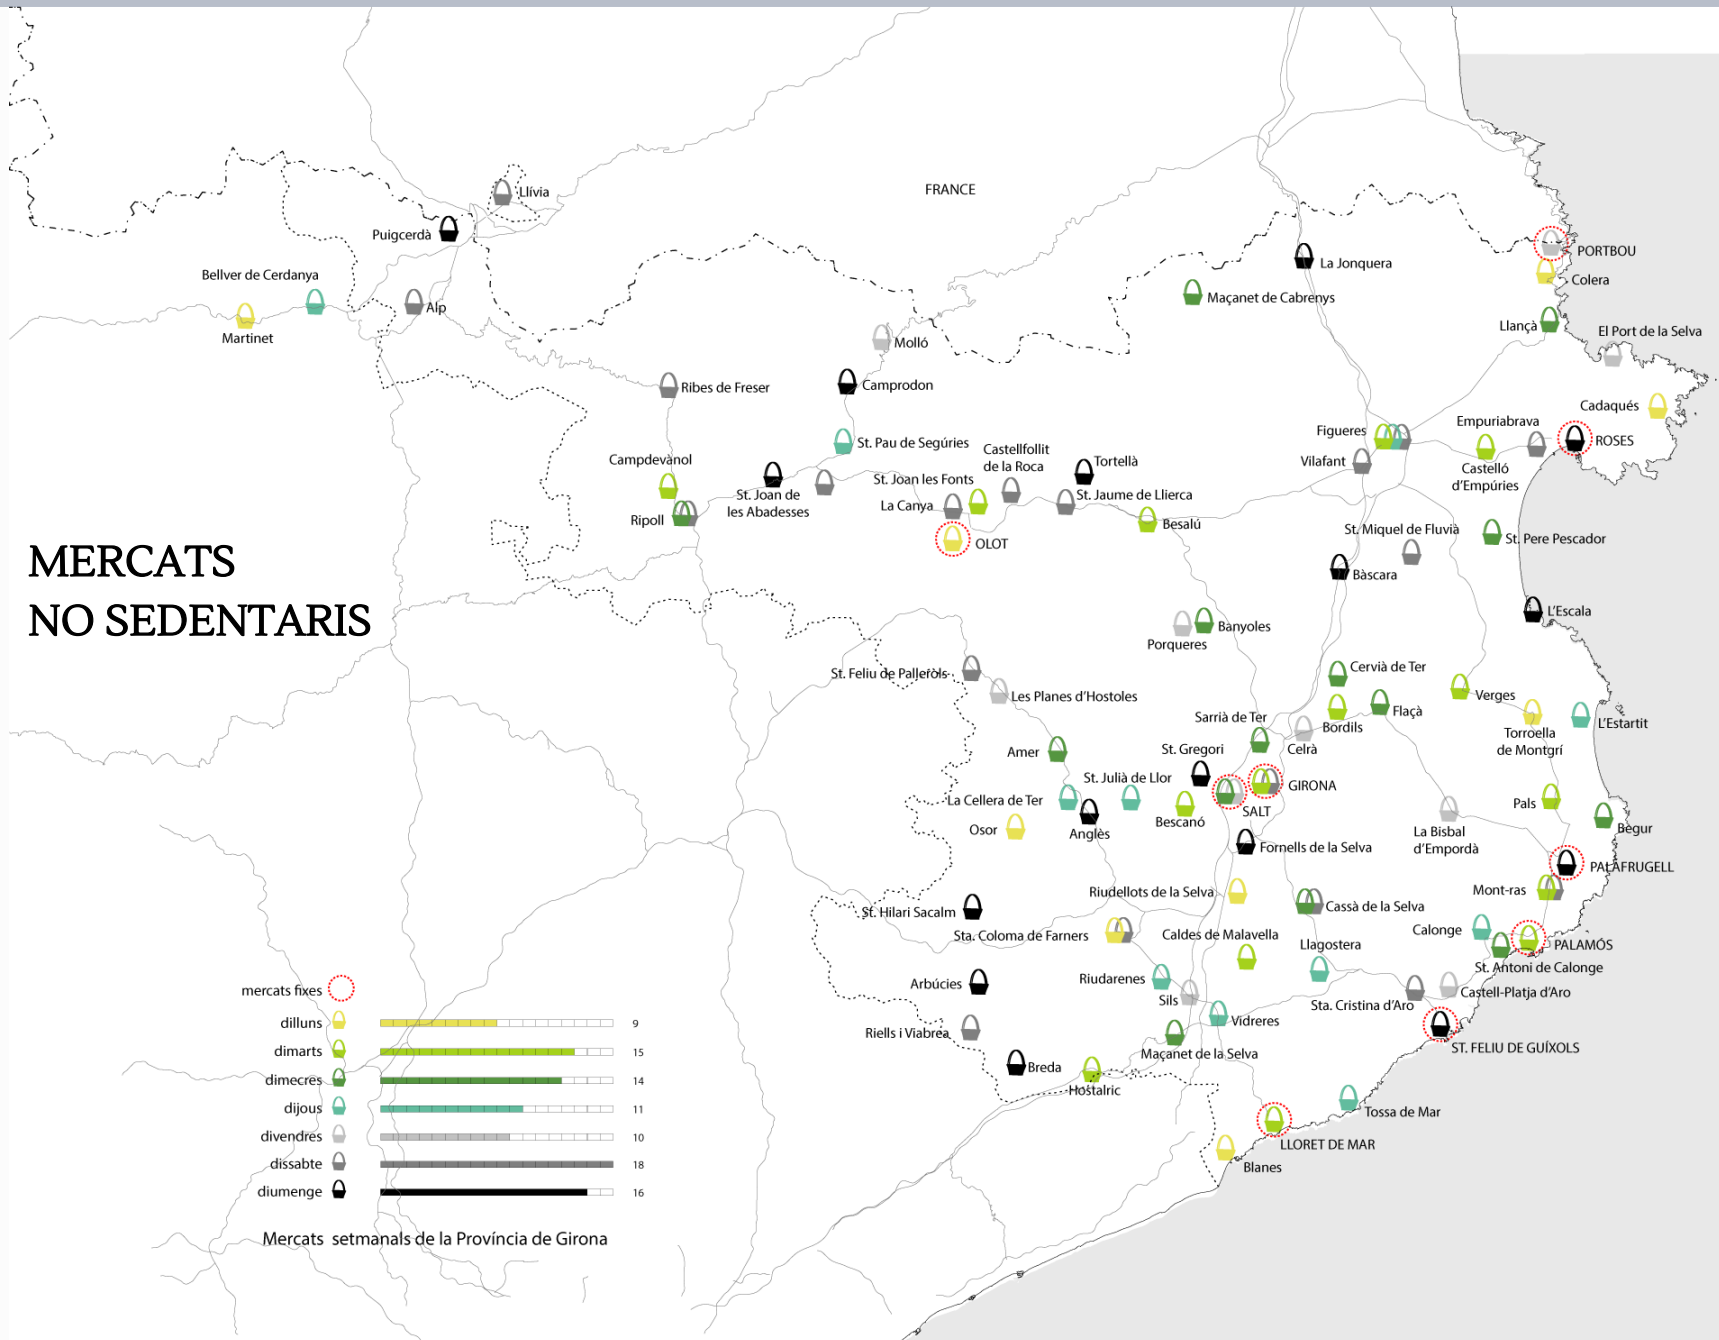 Llívia
FRANCE
Puigcerdà
PORTBOU
La Jonquera
Bellver de Cerdanya
Colera
Maçanet de Cabrenys
Alp
Martinet
Llançà
El Port de la Selva
Molló
Ribes de Freser
Camprodon
Cadaqués
Empuriabrava
Figueres
ROSES
St. Pau de Segúries
Castellfollit
de la Roca
Campdevànol
Tortellà
Vilafant
Castelló
d'Empúries
St. Joan les Fonts
St. Joan de
les Abadesses
St. Jaume de Llierca
La Canya
Ripoll
Besalú
St. Miquel de Fluvià
OLOT
St. Pere Pescador
MERCATS
NO SEDENTARIS
Bàscara
L'Escala
Banyoles
Porqueres
Cervià de Ter
St. Feliu de Pallerols
Les Planes d'Hostoles
Verges
Flaçà
Sarrià de Ter
Bordils
L'Estartit
Torroella
de Montgrí
Celrà
Amer
St. Gregori
St. Julià de Llor
GIRONA
La Cellera de Ter
Pals
SALT
Bescanó
Osor
Anglès
Begur
La Bisbal
d'Empordà
Fornells de la Selva
PALAFRUGELL
Riudellots de la Selva
Mont-ras
Cassà de la Selva
St. Hilari Sacalm
Calonge
Sta. Coloma de Farners
Caldes de Malavella
Llagostera
PALAMÓS
St. Antoni de Calonge
Riudarenes
Arbúcies
Castell-Platja d'Aro
Sils
Sta. Cristina d'Aro
Vidreres
Riells i Viabrea
ST. FELIU DE GUÍXOLS
Maçanet de la Selva
Breda
Hostalric
Tossa de Mar
LLORET DE MAR
Blanes
mercats fixes
dilluns 9
dimarts 15
dimecres 14
dijous 11
divendres 10
dissabte 18
diumenge 16
Mercats setmanals de la Província de Girona